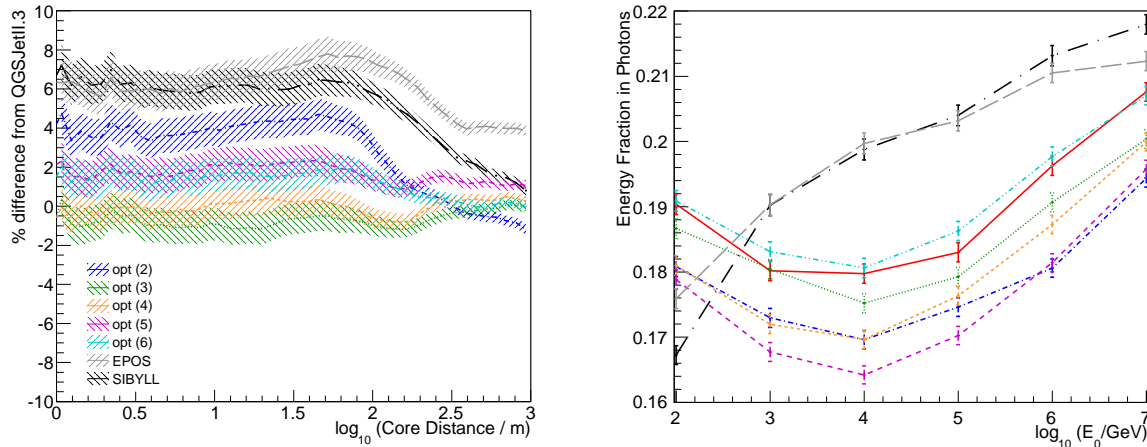 % difference from QGSJetII.3
10
8
6
4
2
0
-2
-4
-6
-8
-10
opt (2)
opt (3)
opt (4)
opt (5)
opt (6)
EPOS
SIBYLL
0 0.5 1 1.5 2 2.5 3
log10 (Core Distance / m)
Energy Fraction in Photons
0.22
0.21
0.2
0.19
0.18
0.17
0.16
2 3 4 5 6 7
log10 (E0/GeV)